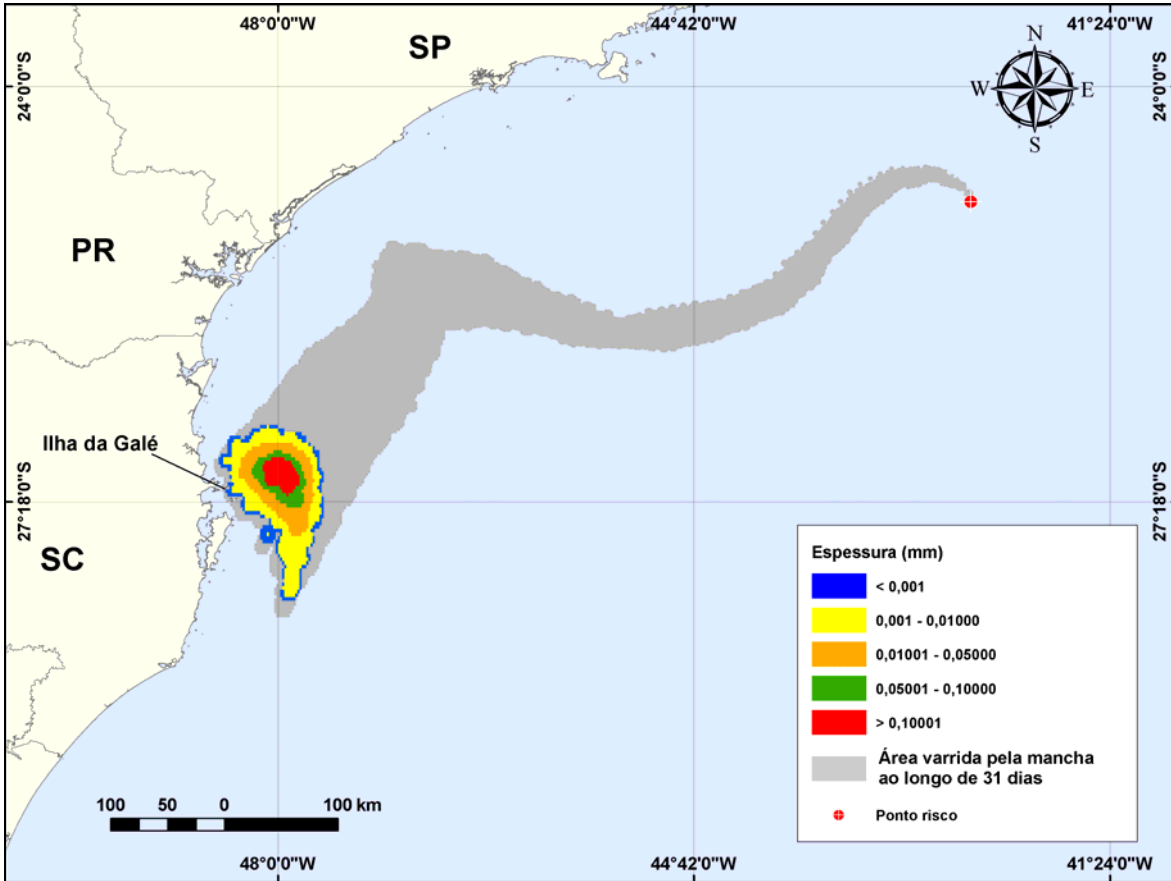 48°0'0"W
44°42'0"W
41°24'0"W
SP
N
W
E
S
24°0'0"S
24°0'0"S
PR
Ilha da Galé
27°18'0"S
27°18'0"S
SC
Espessura (mm)
< 0,001
0,001 - 0,01000
0,01001 - 0,05000
0,05001 - 0,10000
> 0,10001
Área varrida pela mancha
ao longo de 31 dias
Ponto risco
100 50 0 100 km
48°0'0"W
44°42'0"W
41°24'0"W